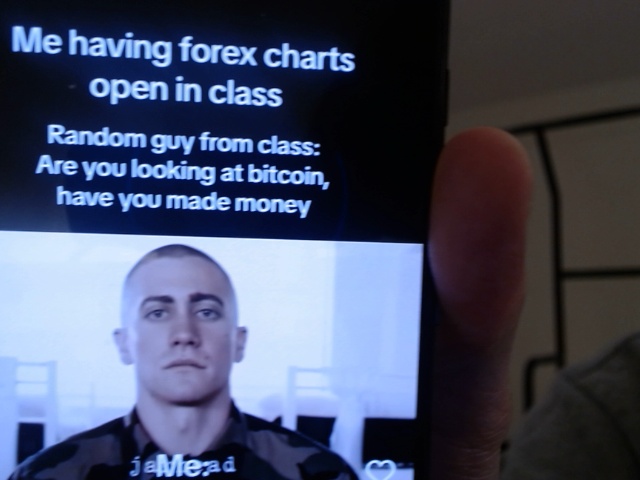 Me having forex charts
open in class
Random guy from class:
Are you looking at bitcoin,
have you made money
Me: